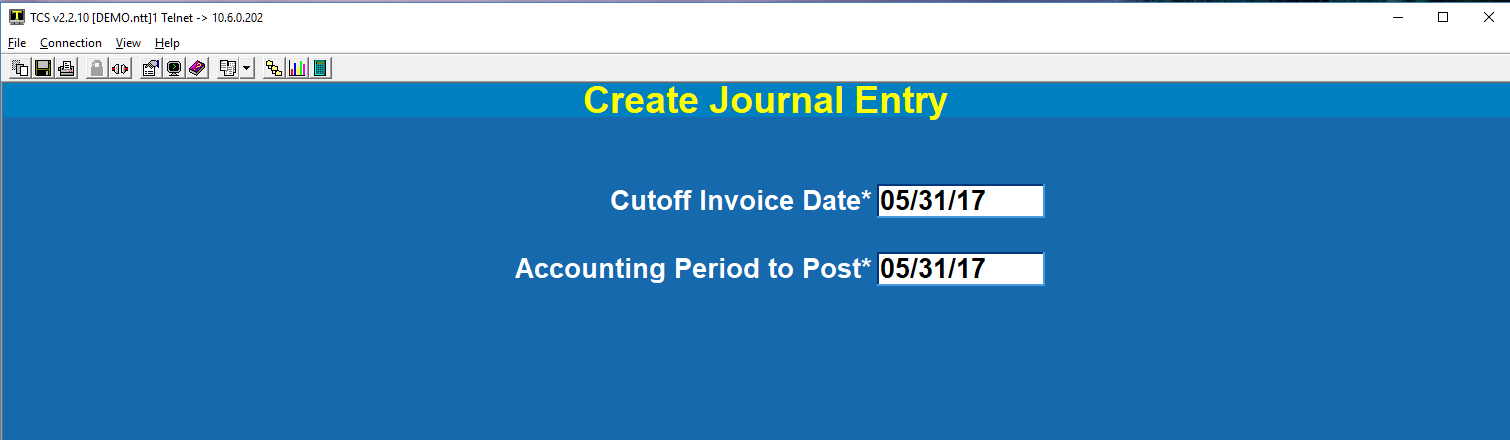 TCS v2.2.10 [DEMO.ntt]1 Telnet -> 10.6.0.202
File Connection View Help
Create Journal Entry
Cutoff Invoice Date* 05/31/17
Accounting Period to Post* 05/31/17